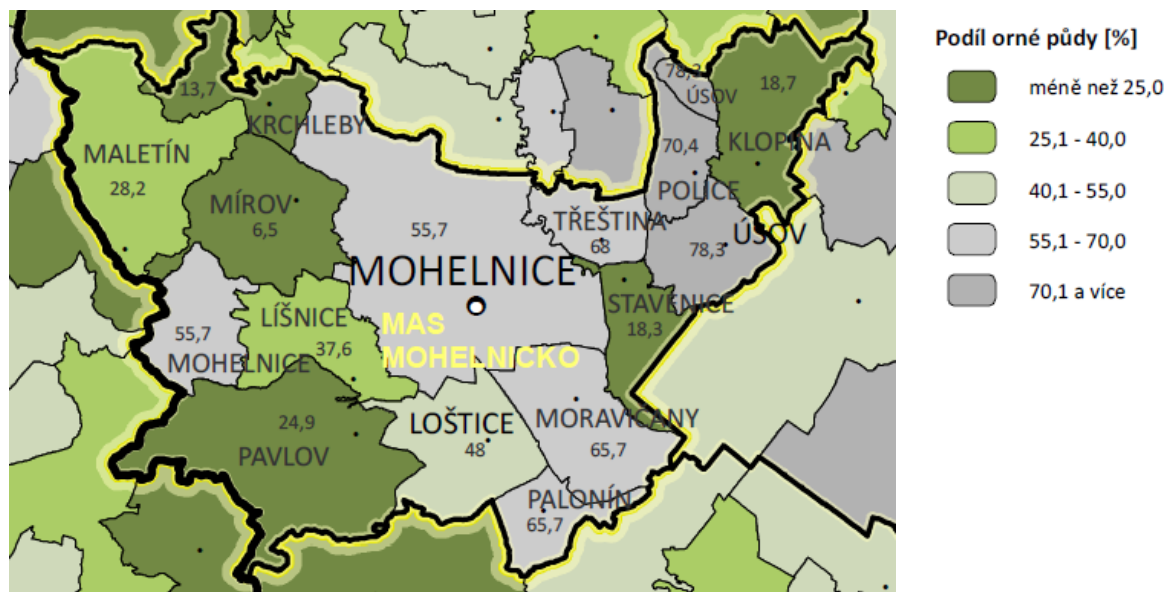 Podíl orné půdy [%]
méně než 25,0
25,1 - 40,0
40,1 - 55,0
55,1 - 70,0
70,1 a více
13,7
KRCHLEBY
MALETÍN
28,2
MÍROV
6,5
55,7
MOHELNICE
MAS
MOHELNICKO
TŘEŠTINA
68
78,3
ÚSOV
18,7
KLOPINA
70,4
POLICE
ÚSOV
78,3
STAVENICE
18,3
LÍŠNICE
37,6
55,7
MOHELNICE
24,9
PAVLOV
LOŠTICE
48
MORAVIČANY
65,7
PALONÍN
65,7